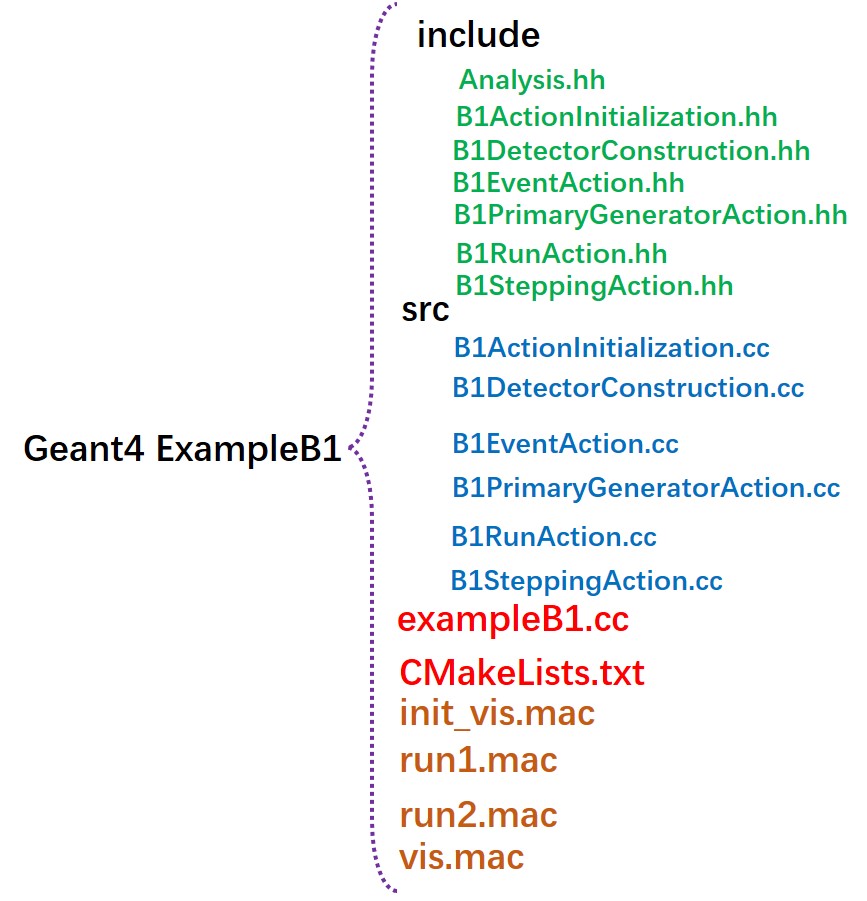 Geant4 ExampleB1
include
Analysis.hh
B1ActionInitialization.hh
B1DetectorConstruction.hh
B1EventAction.hh
B1PrimaryGeneratorAction.hh
B1RunAction.hh
B1SteppingAction.hh
src
B1ActionInitialization.cc
B1DetectorConstruction.cc
B1EventAction.cc
B1PrimaryGeneratorAction.cc
B1RunAction.cc
B1SteppingAction.cc
exampleB1.cc
CMakeLists.txt
init_vis.mac
run1.mac
run2.mac
vis.mac